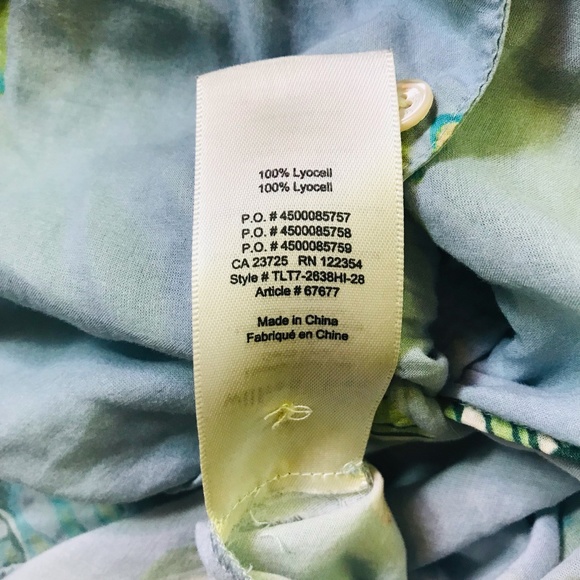 100% Lyocell
100% Lyocell
P.O. # 4500085757
P.O. # 4500085758
P.O. # 4500085759
CA 23725 RN 122354
Style # TLT7-2638HI-28
Article # 67677
Made in China
Fabriqué en Chine